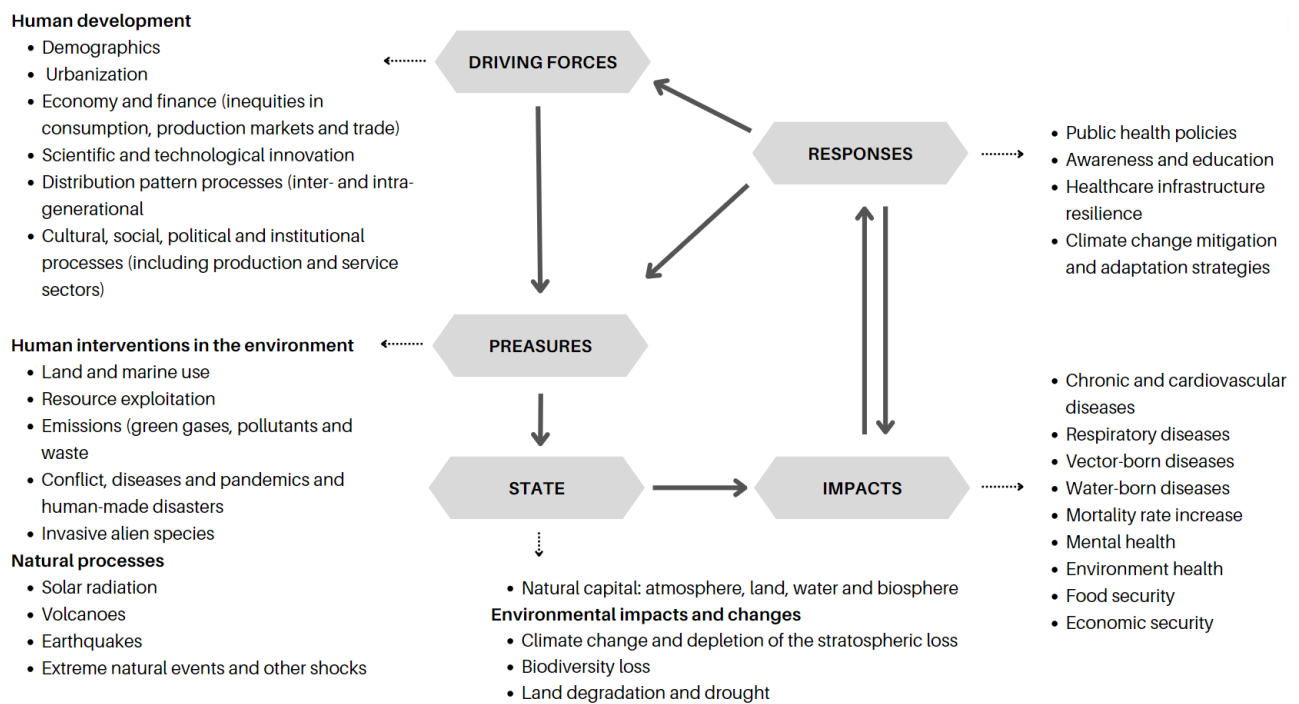 Human development
• Demographics
• Urbanization
• Economy and finance (inequities in
consumption, production markets and trade)
• Scientific and technological innovation
• Distribution pattern processes (inter- and intra-
generational
• Cultural, social, political and institutional
processes (including production and service
sectors)
DRIVING FORCES
RESPONSES
• Public health policies
• Awareness and education
• Healthcare infrastructure
resilience
• Climate change mitigation
and adaptation strategies
Human interventions in the environment
• Land and marine use
• Resource exploitation
• Emissions (green gases, pollutants and
waste
• Conflict, diseases and pandemics and
human-made disasters
• Invasive alien species
Natural processes
• Solar radiation
• Volcanoes
• Earthquakes
• Extreme natural events and other shocks
PREASURES
STATE
IMPACTS
• Natural capital: atmosphere, land, water and biosphere
Environmental impacts and changes
• Climate change and depletion of the stratospheric loss
• Biodiversity loss
• Land degradation and drought
• Chronic and cardiovascular
diseases
• Respiratory diseases
• Vector-born diseases
• Water-born diseases
• Mortality rate increase
• Mental health
• Environment health
• Food security
• Economic security